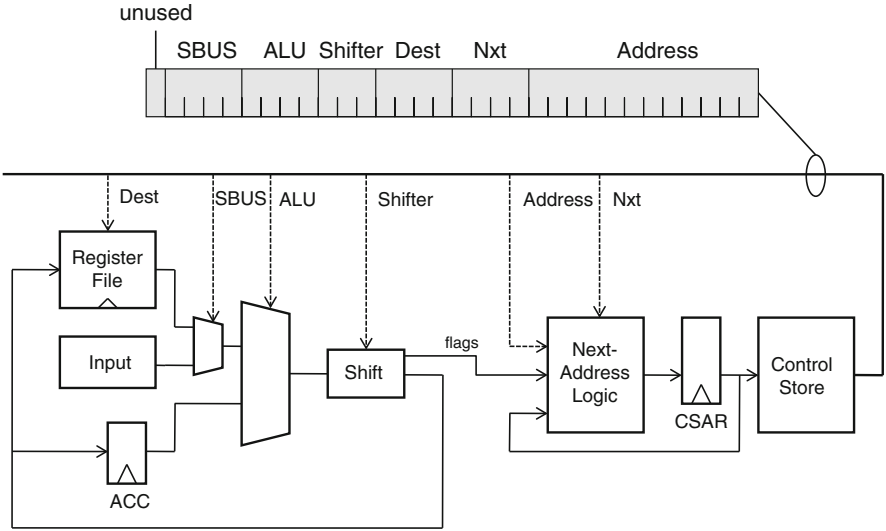 unused
SBUS ALU Shifter Dest Nxt Address
Dest SBUS ALU Shifter Address Nxt
Register
File
Input
ACC
Shift
flags
Next-
Address
Logic
CSAR
Control
Store